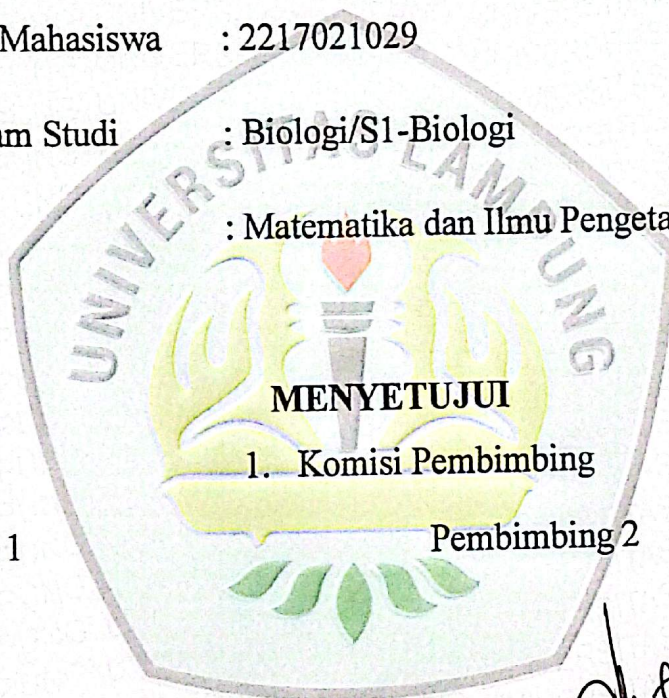 Mahasiswa : 2217021029
am Studi : Biologi/S1-Biologi
: Matematika dan Ilmu Pengeta
UNIVERSITAS LAMPUNG
MENYETUJUI
1. Komisi Pembimbing
1 Pembimbing 2